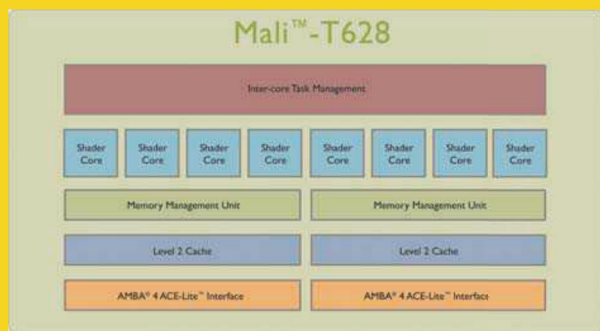 Mali™-T628
Inter-core Task Management
Shader Core
Shader Core
Shader Core
Shader Core
Shader Core
Shader Core
Shader Core
Shader Core
Memory Management Unit
Memory Management Unit
Level 2 Cache
Level 2 Cache
AMBA® 4 ACE-Lite™ Interface
AMBA® 4 ACE-Lite™ Interface